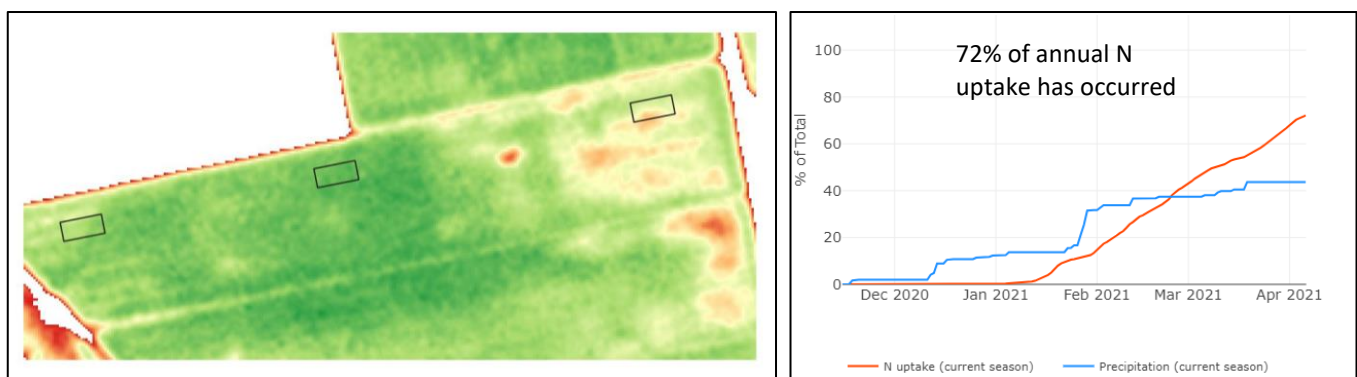 72% of annual N
uptake has occurred
% of Total
100
80
60
40
20
0
Dec 2020 Jan 2021 Feb 2021 Mar 2021 Apr 2021
N uptake (current season) Precipitation (current season)